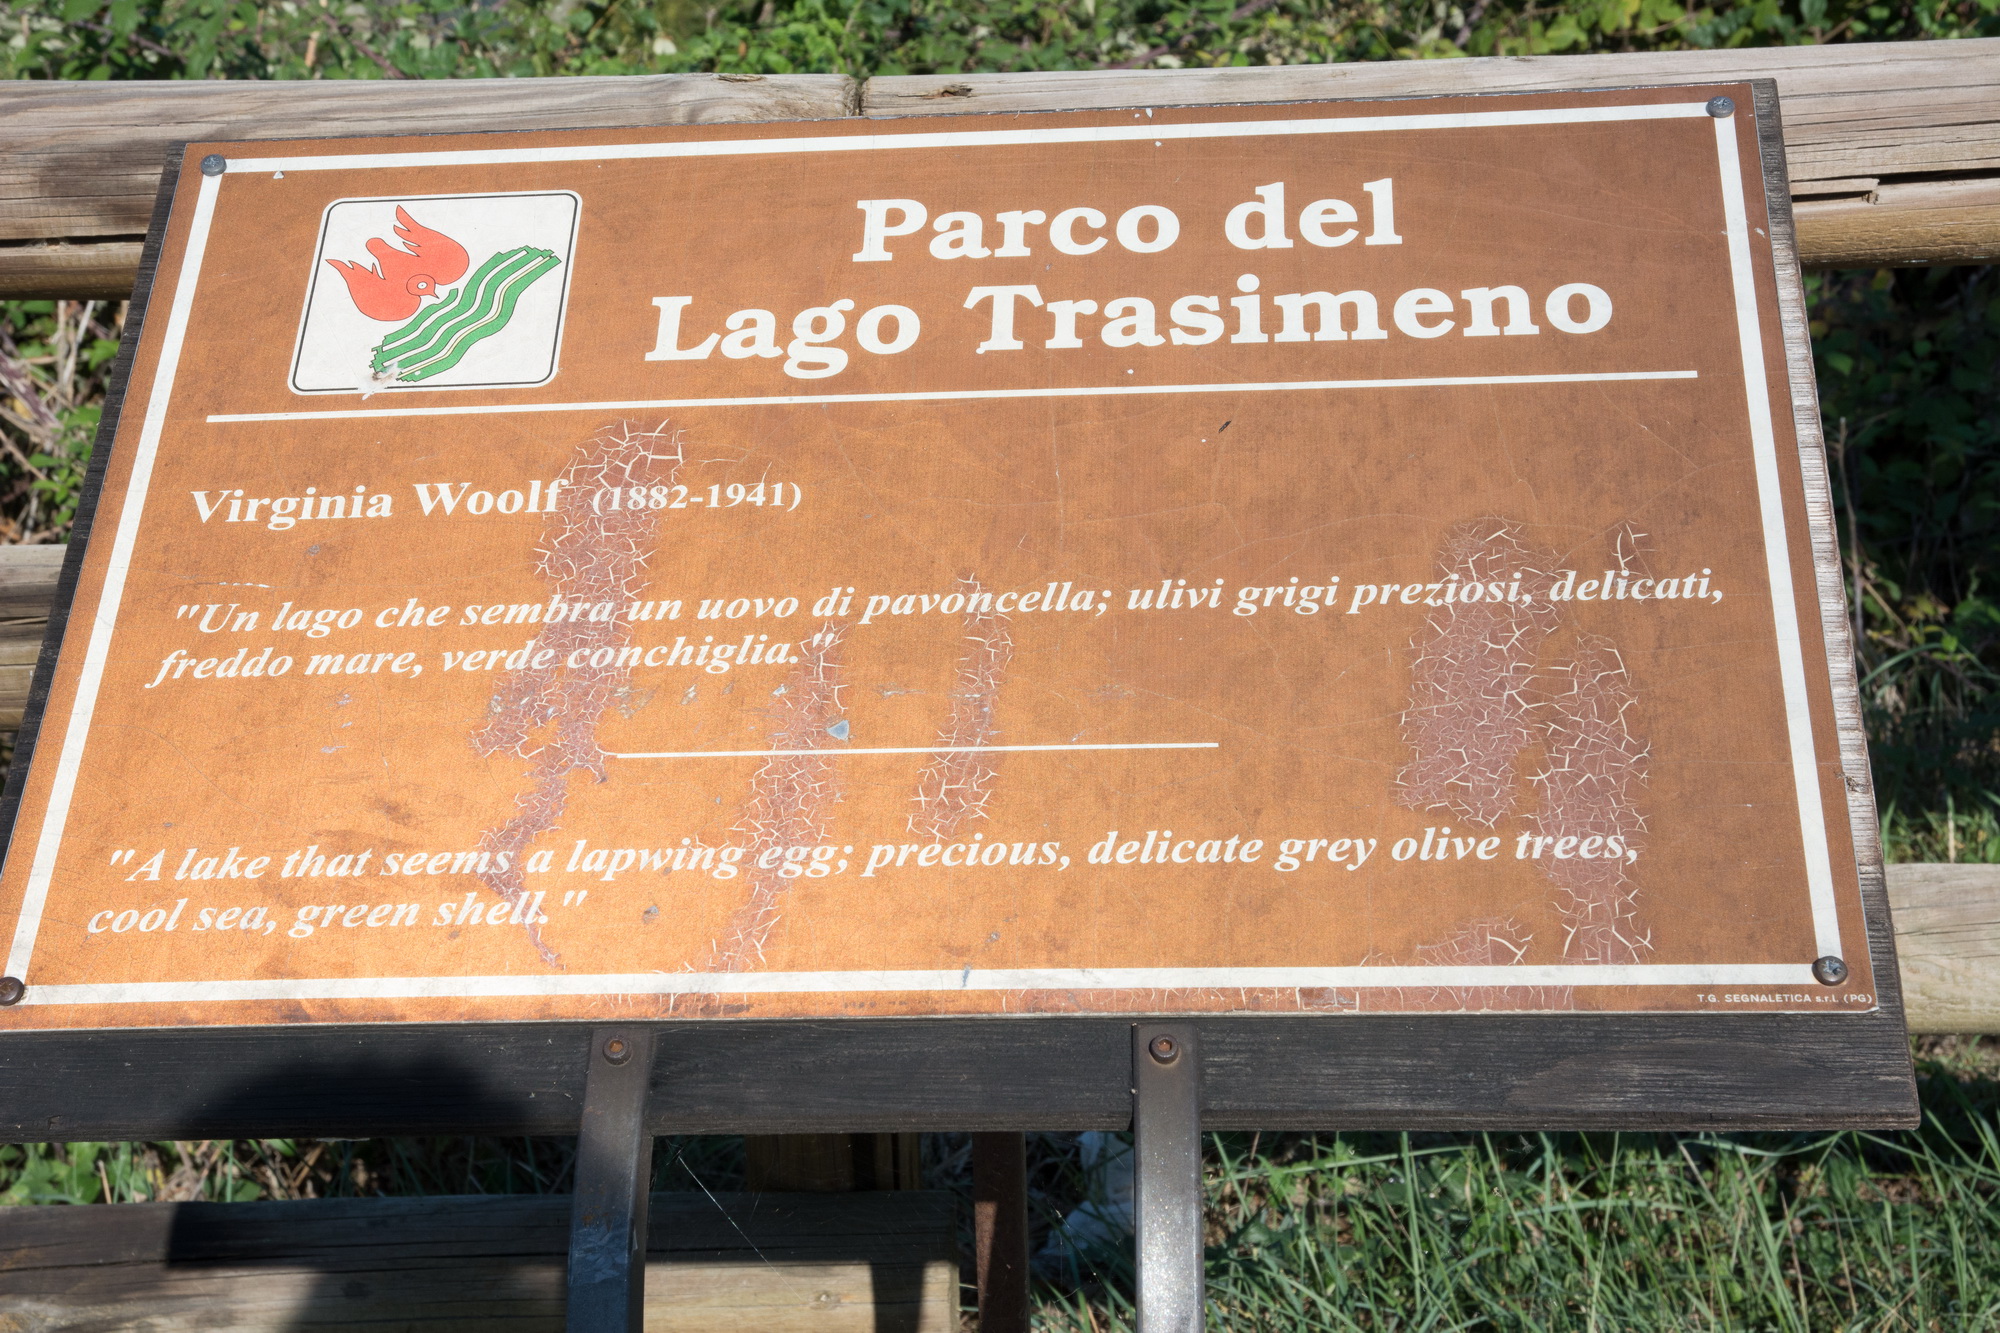 Parco del
Lago Trasimeno
Virginia Woolf (1882-1941)
"Un lago che sembra un uovo di pavoncella; ulivi grigi preziosi, delicati,
freddo mare, verde conchiglia."
"A lake that seems a lapwing egg; precious, delicate grey olive trees,
cool sea, green shell."
T.G. SEGNALETICA s.r.l. (PG)